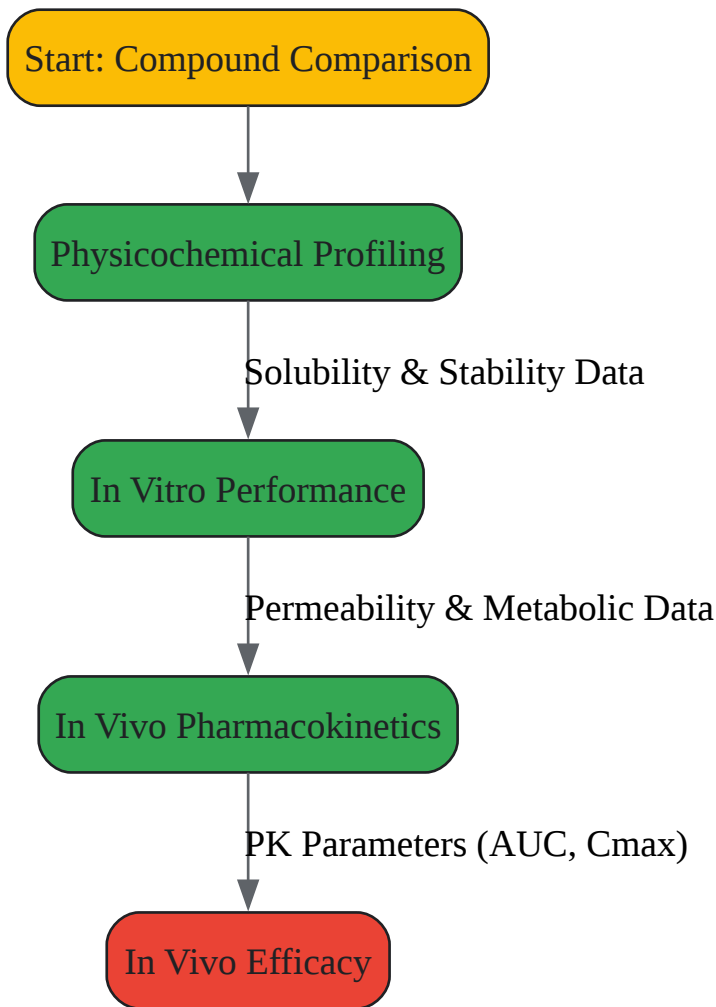 Start: Compound Comparison
Physicochemical Profiling
Solubility & Stability Data
In Vitro Performance
Permeability & Metabolic Data
In Vivo Pharmacokinetics
PK Parameters (AUC, Cmax)
In Vivo Efficacy